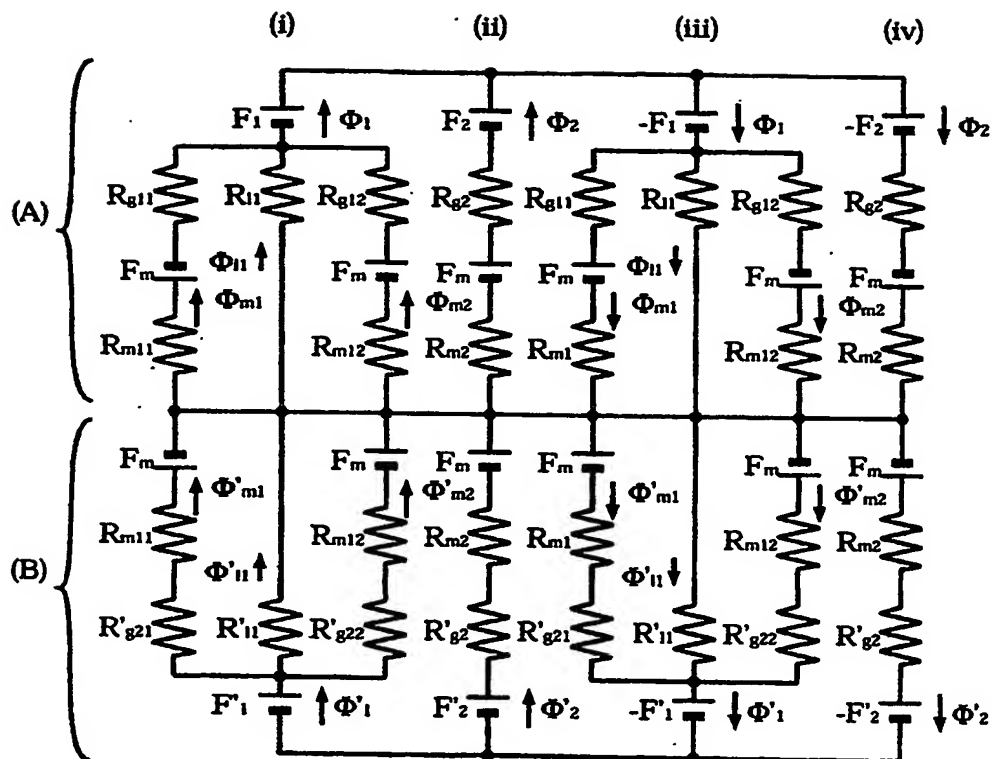 (i) (ii) (iii) (iv)
F1 Φ1 F2 Φ2 -F1 Φ1 -F2 Φ2
(A)
Rg11 Rl1 Rg12 Rg2 Rg11 Rl1 Rg12 Rg2
Φl1 Φl1
Fm Fm Fm Fm Fm Fm
Φm1 Φm2 Φm1 Φm2
Rm11 Rm12 Rm2 Rm1 Rm12 Rm2
Fm Fm Fm Fm Fm Fm
Φ'm1 Φ'm2 Φ'm1 Φ'm2
Rm11 Rm12 Rm2 Rm1 Rm12 Rm2
(B)
Φ'l1 Φ'l1
R'g21 R'l1 R'g22 R'g2 R'g21 R'l1 R'g22 R'g2
F'1 Φ'1 F'2 Φ'2 -F'1 Φ'1 -F'2 Φ'2